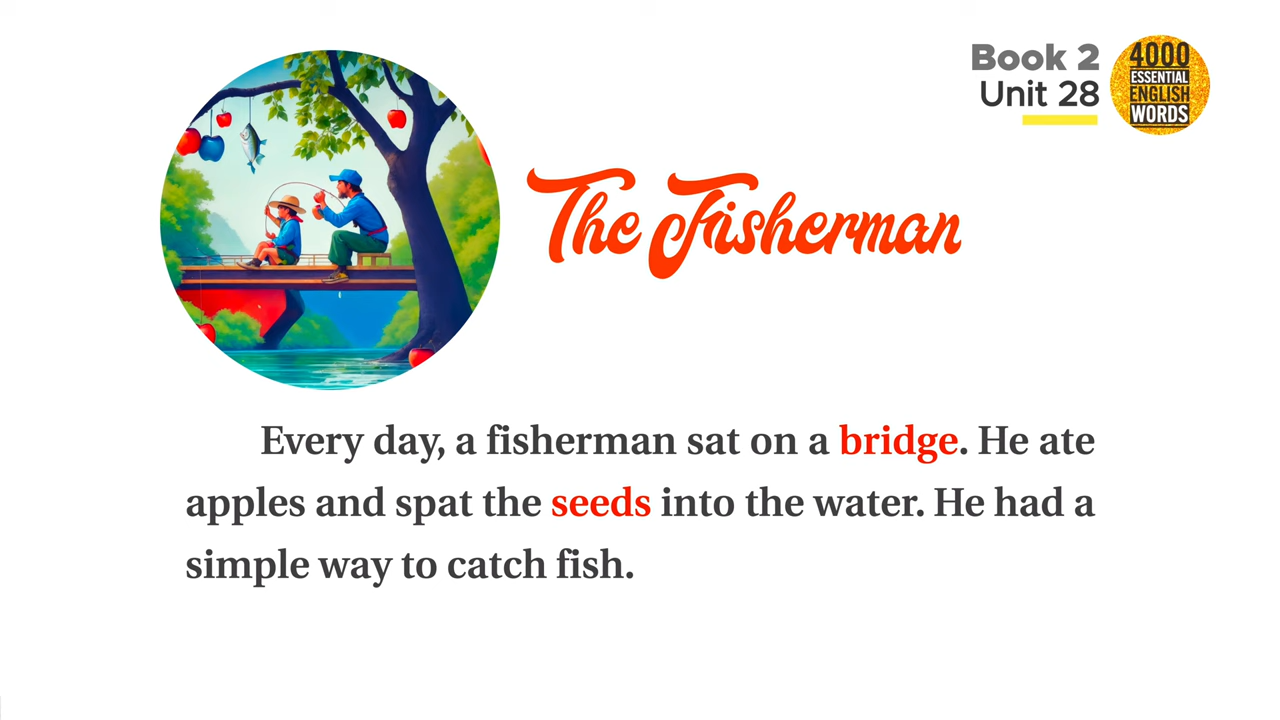 Book 2
Unit 28
4000
ESSENTIAL
ENGLISH
WORDS
The Fisherman
Every day, a fisherman sat on a bridge. He ate
apples and spat the seeds into the water. He had a
simple way to catch fish.